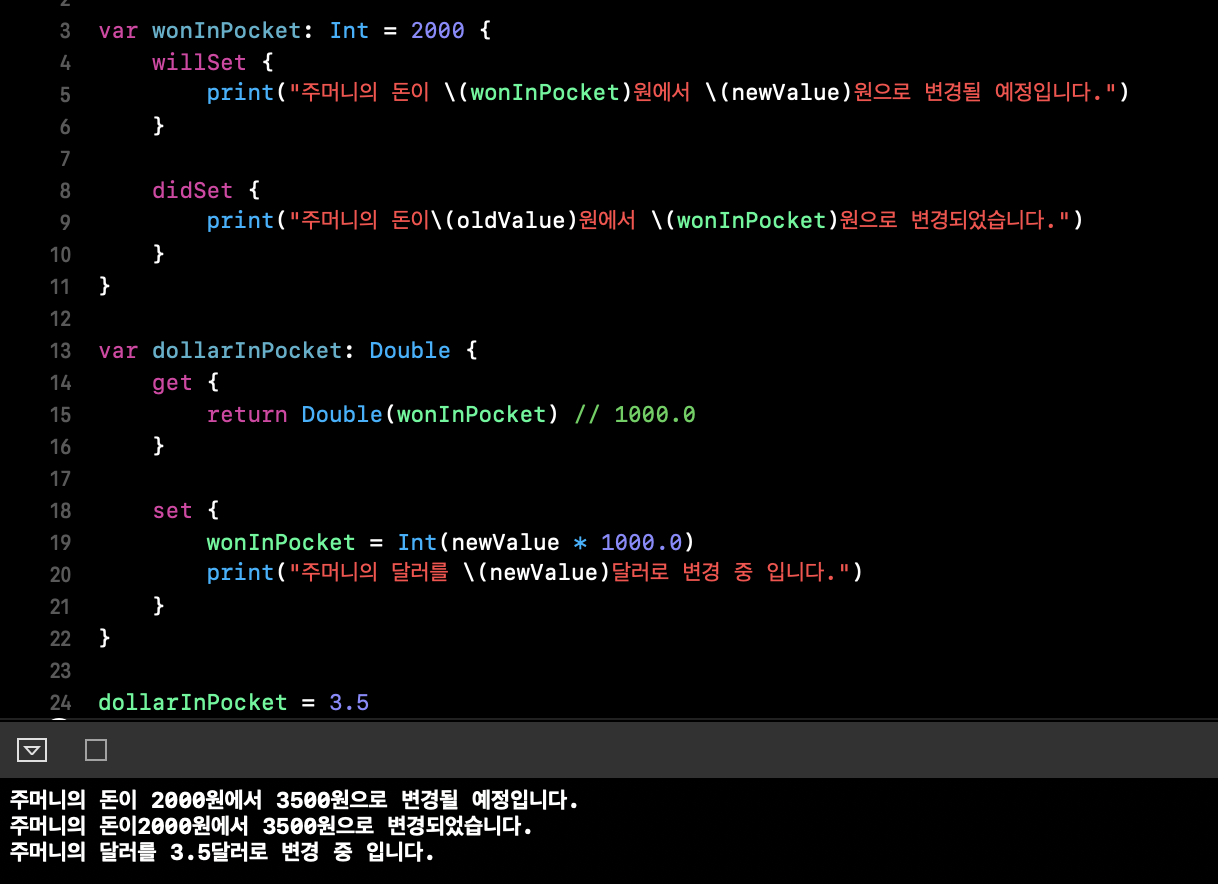 2
3 var wonInPocket: Int = 2000 {
4 willSet {
5 print("주머니의 돈이 \(wonInPocket)원에서 \(newValue)원으로 변경될 예정입니다.")
6 }
7
8 didSet {
9 print("주머니의 돈이\(oldValue)원에서 \(wonInPocket)원으로 변경되었습니다.")
10 }
11 }
12
13 var dollarInPocket: Double {
14 get {
15 return Double(wonInPocket) // 1000.0
16 }
17
18 set {
19 wonInPocket = Int(newValue * 1000.0)
20 print("주머니의 달러를 \(newValue)달러로 변경 중 입니다.")
21 }
22 }
23
24 dollarInPocket = 3.5
주머니의 돈이 2000원에서 3500원으로 변경될 예정입니다.
주머니의 돈이2000원에서 3500원으로 변경되었습니다.
주머니의 달러를 3.5달러로 변경 중 입니다.